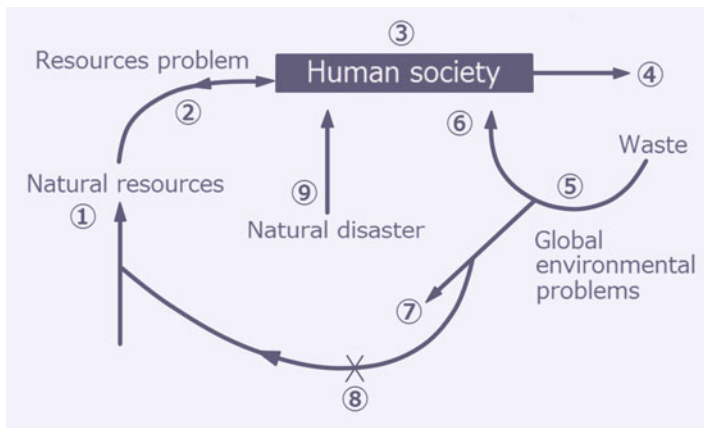 ③
Resources problem
Human society
④
②
⑥
Waste
Natural resources
⑤
①
⑨
Natural disaster
Global
environmental
problems
⑦
⑧